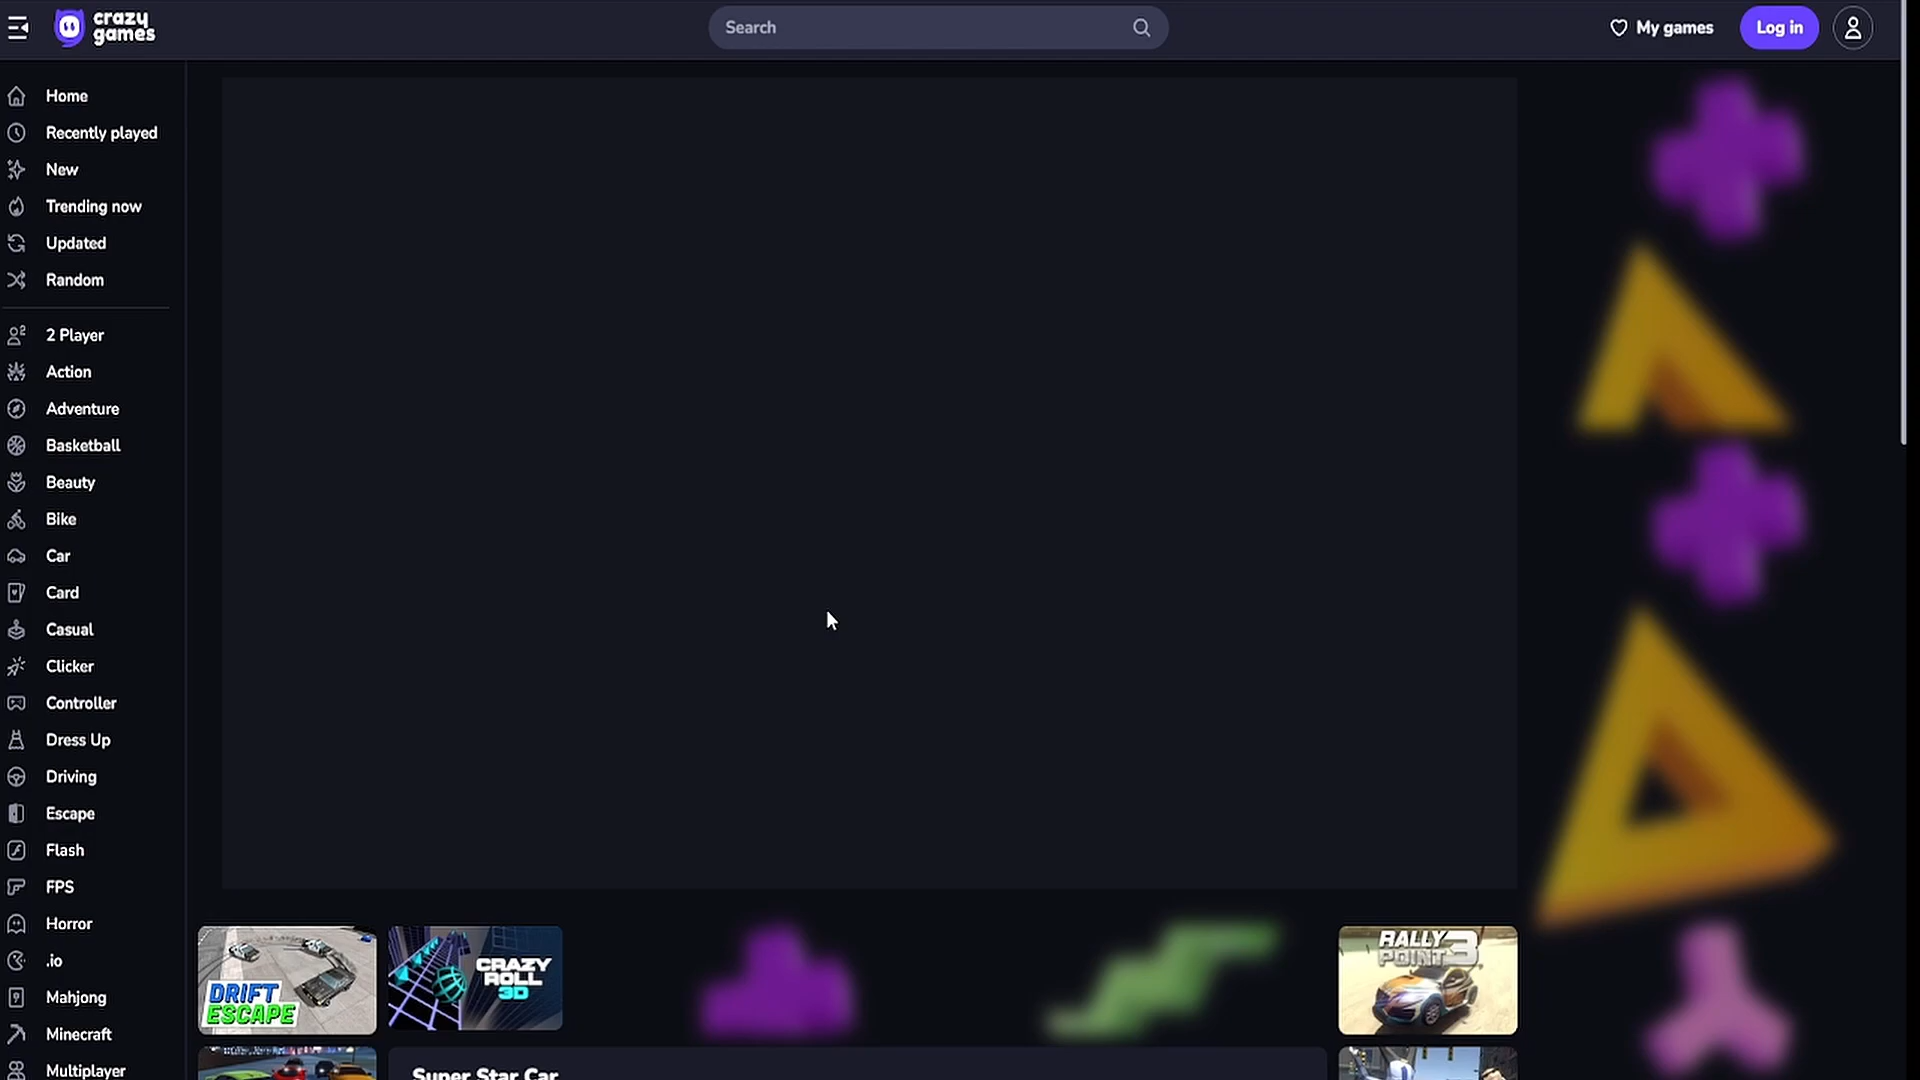 crazy
games
Search
My games
Log in
Home
Recently played
New
Trending now
Updated
Random
2 Player
Action
Adventure
Basketball
Beauty
Bike
Car
Card
Casual
Clicker
Controller
Dress Up
Driving
Escape
Flash
FPS
Horror
.io
Mahjong
Minecraft
Multiplayer
DRIFT
ESCAPE
CRAZY
ROLL
3D
RALLY
POINT 3
Super Star Car